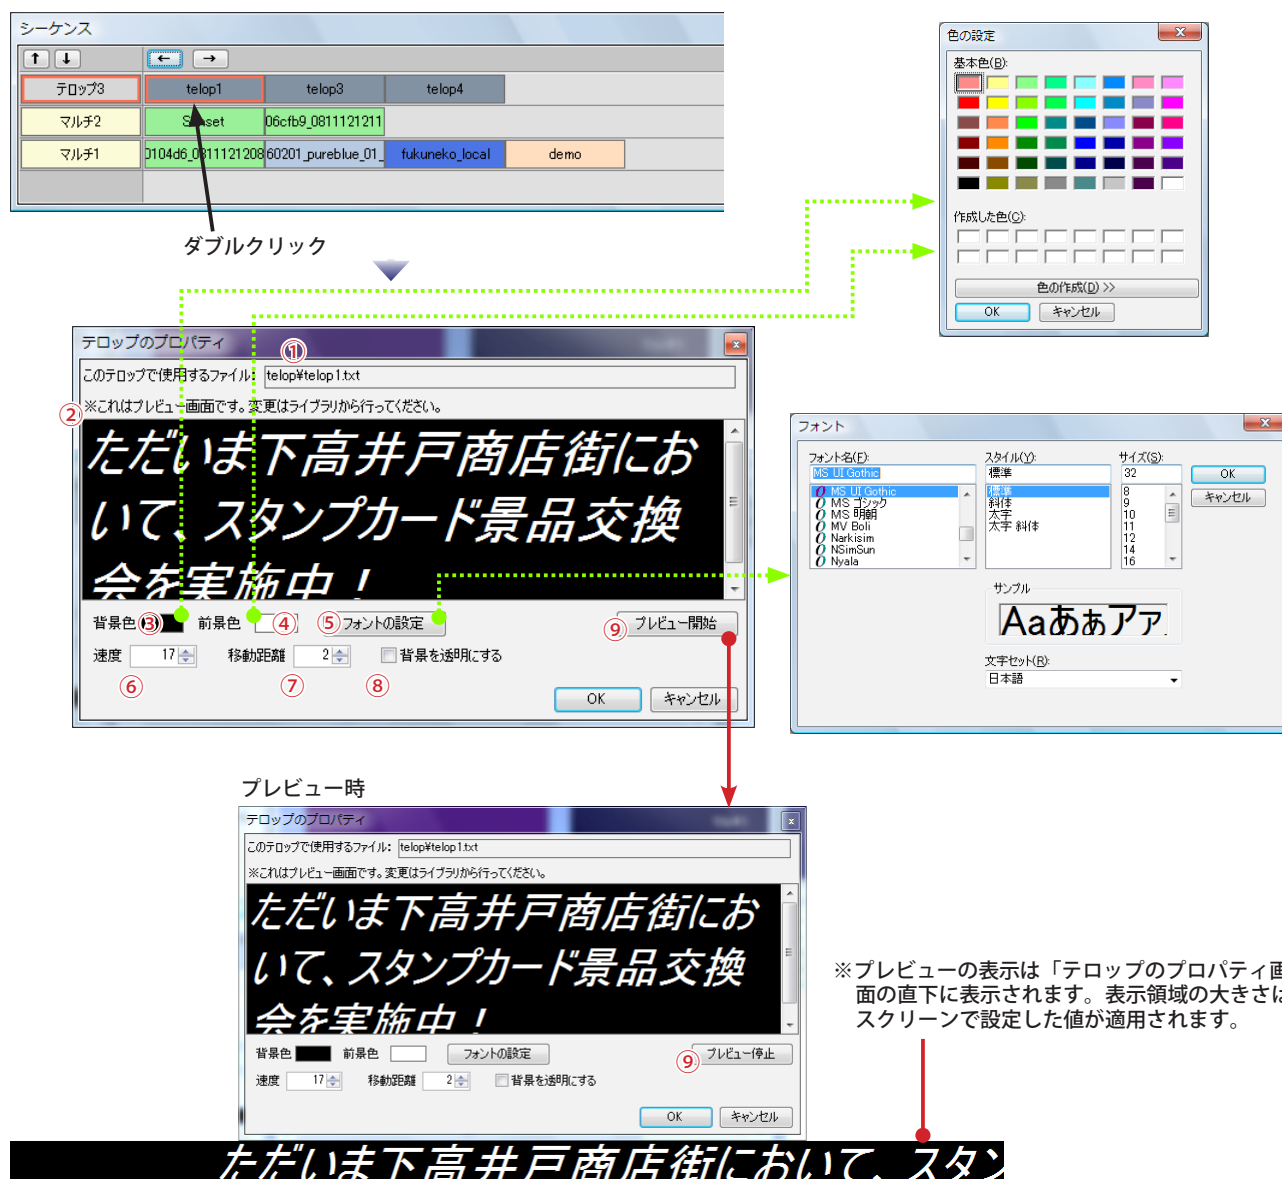 シーケンス
↑ ↓ ← →
テロップ3 telop1 telop3 telop4
マルチ2 06cfb9_0811121211
マルチ1 0104d6_0811121208 60201_pureblue_01_ fukuneko_local demo
ダブルクリック
色の設定
基本色(B):
作成した色(C):
色の作成(D) >>
OK キャンセル
テロップのプロパティ
①
このテロップで使用するファイル: telop¥telop1.txt
② ※これはプレビュー画面です。変更はライブラリから行ってください。
ただいま下高井戸商店街にお
いて、スタンプカード景品交換
会を実施中！
背景色 ③ 前景色 ④ ⑤ フォントの設定 ⑨ プレビュー開始
速度 17 移動距離 2 背景を透明にする
⑥ ⑦ ⑧
OK キャンセル
フォント
フォント名(F): スタイル(Y): サイズ(S):
MS UI Gothic 標準 32 OK
MS UI Gothic 標準 8 キャンセル
MS ゴシック 斜体 9
MS 明朝 太字 10
MV Boli 太字 斜体 11
Narkisim 12
NSimSun 14
Nyala 16
サンプル
Aaあぁアァ
文字セット(R):
日本語
プレビュー時
テロップのプロパティ
このテロップで使用するファイル: telop¥telop1.txt
※これはプレビュー画面です。変更はライブラリから行ってください。
ただいま下高井戸商店街にお
いて、スタンプカード景品交換
会を実施中！
背景色 前景色 フォントの設定 ⑨ プレビュー停止
速度 17 移動距離 2 背景を透明にする
OK キャンセル
※プレビューの表示は「テロップのプロパティ画
面の直下に表示されます。表示領域の大きさは
スクリーンで設定した値が適用されます。
ただいま下高井戸商店街において、スタン